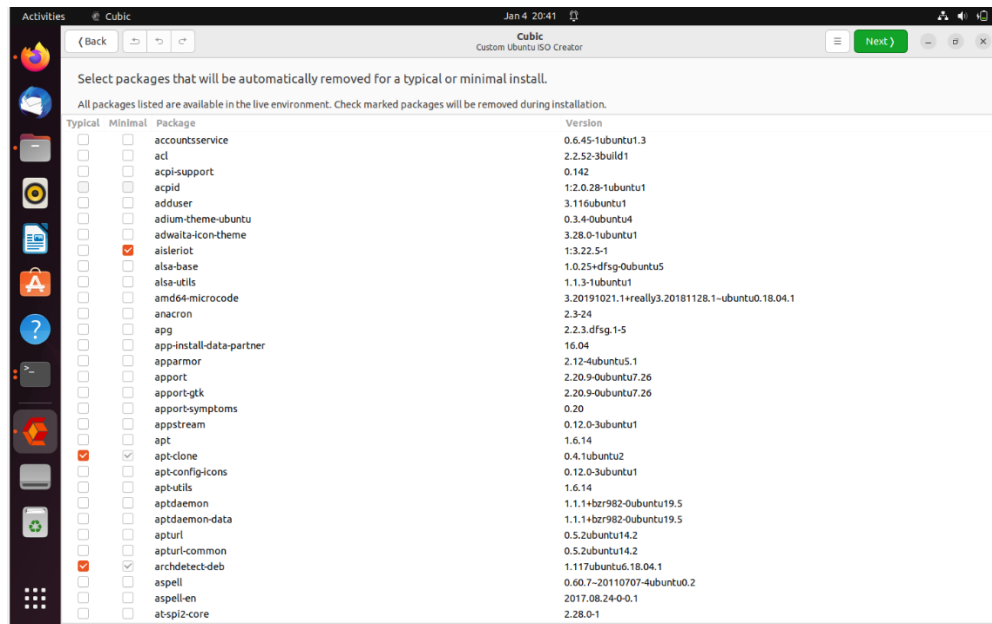 Activities Cubic Jan 4 20:41
Back Cubic Next
Custom Ubuntu ISO Creator
Select packages that will be automatically removed for a typical or minimal install.
All packages listed are available in the live environment. Check marked packages will be removed during installation.
Typical Minimal Package Version
accountsservice 0.6.45-1ubuntu1.3
acl 2.2.52-3build1
acpi-support 0.142
acpid 1:2.0.28-1ubuntu1
adduser 3.116ubuntu1
adium-theme-ubuntu 0.3.4-0ubuntu4
adwaita-icon-theme 3.28.0-1ubuntu1
aisleriot 1:3.22.5-1
alsa-base 1.0.25+dfsg-0ubuntu5
alsa-utils 1.1.3-1ubuntu1
amd64-microcode 3.20191021.1+really3.20181128.1~ubuntu0.18.04.1
anacron 2.3-24
apg 2.2.3.dfsg.1-5
app-install-data-partner 16.04
apparmor 2.12-4ubuntu5.1
apport 2.20.9-0ubuntu7.26
apport-gtk 2.20.9-0ubuntu7.26
apport-symptoms 0.20
appstream 0.12.0-3ubuntu1
apt 1.6.14
apt-clone 0.4.1ubuntu2
apt-config-icons 0.12.0-3ubuntu1
apt-utils 1.6.14
aptdaemon 1.1.1+bzr982-0ubuntu19.5
aptdaemon-data 1.1.1+bzr982-0ubuntu19.5
apturl 0.5.2ubuntu14.2
apturl-common 0.5.2ubuntu14.2
archdetect-deb 1.117ubuntu6.18.04.1
aspell 0.60.7~20110707-4ubuntu0.2
aspell-en 2017.08.24-0-0.1
at-spi2-core 2.28.0-1